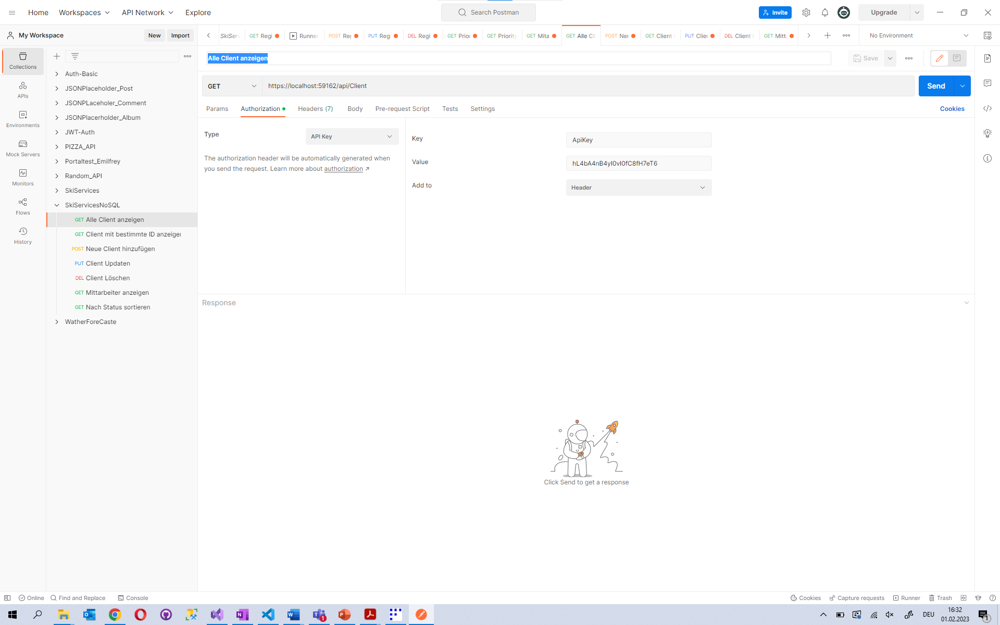 Home Workspaces API Network Explore Search Postman Invite Upgrade
My Workspace New Import GET Regi Runner POST Reg PUT Regi DEL Regi GET Prior GET Priority GET Mita GET Alle Cli POST Neu GET Client PUT Clien DEL Client GET Mitt No Environment
Collections
APIs
Environments
Mock Servers
Monitors
Flows
History
Auth-Basic
JSONPlaceholder_Post
JSONPLaceholer_Comment
JSONPlacerholder_Album
JWT-Auth
PIZZA_API
Portaltest_Emilfrey
Random_API
SkiServices
SkiServicesNoSQL
GET Alle Client anzeigen
GET Client mit bestimmte ID anzeigen
POST Neue Client hinzufügen
PUT Client Updaten
DEL Client Löschen
GET Mittarbeiter anzeigen
GET Nach Status sortieren
WatherForeCaste
Alle Client anzeigen Save
GET https://localhost:59162/api/Client Send
Params Authorization Headers (7) Body Pre-request Script Tests Settings Cookies
Type API Key
The authorization header will be automatically generated when
you send the request. Learn more about authorization ↗
Key ApiKey
Value hL4bA4nB4yI0vI0fC8fH7eT6
Add to Header
Response
Click Send to get a response
Online Find and Replace Console Cookies Capture requests Runner Trash
DEU 16:32
01.02.2023
1
1